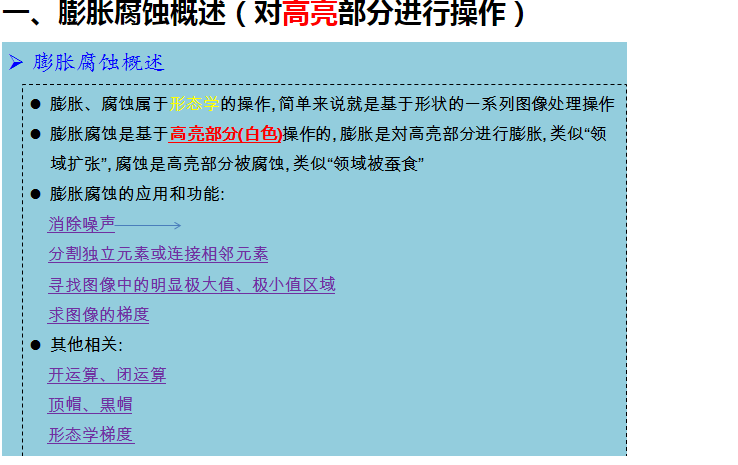 一、膨胀腐蚀概述（对高亮部分进行操作）
➢ 膨胀腐蚀概述
● 膨胀、腐蚀属于形态学的操作,简单来说就是基于形状的一系列图像处理操作
● 膨胀腐蚀是基于高亮部分(白色)操作的,膨胀是对高亮部分进行膨胀,类似“领
域扩张”,腐蚀是高亮部分被腐蚀,类似“领域被蚕食”
● 膨胀腐蚀的应用和功能:
消除噪声
分割独立元素或连接相邻元素
寻找图像中的明显极大值、极小值区域
求图像的梯度
● 其他相关:
开运算、闭运算
顶帽、黑帽
形态学梯度